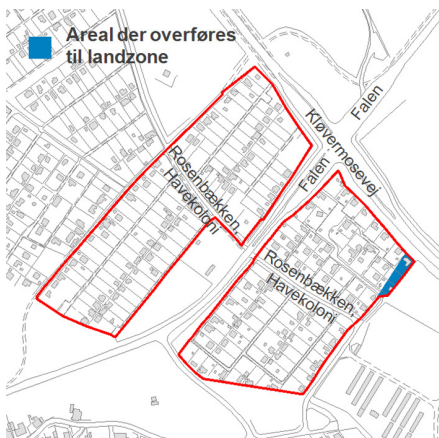 Areal der overføres
til landzone
Kløvermosevej
Falen
Falen
Rosenbækken,
Havekoloni
Rosenbækken,
Havekoloni